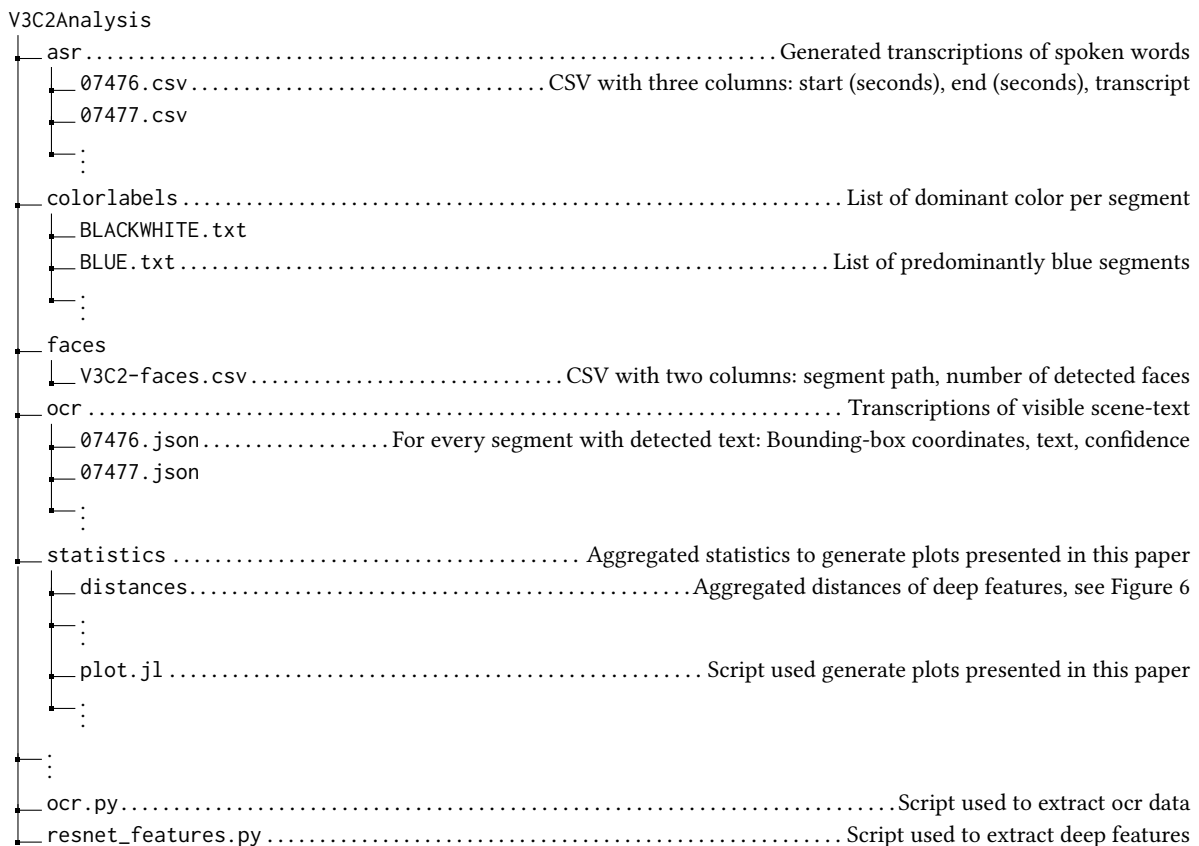 V3C2Analysis
asr Generated transcriptions of spoken words
07476.csv CSV with three columns: start (seconds), end (seconds), transcript
07477.csv
colorlabels List of dominant color per segment
BLACKWHITE.txt
BLUE.txt List of predominantly blue segments
faces
V3C2-faces.csv CSV with two columns: segment path, number of detected faces
ocr Transcriptions of visible scene-text
07476.json For every segment with detected text: Bounding-box coordinates, text, confidence
07477.json
statistics Aggregated statistics to generate plots presented in this paper
distances Aggregated distances of deep features, see Figure 6
plot.jl Script used generate plots presented in this paper
ocr.py Script used to extract ocr data
resnet_features.py Script used to extract deep features